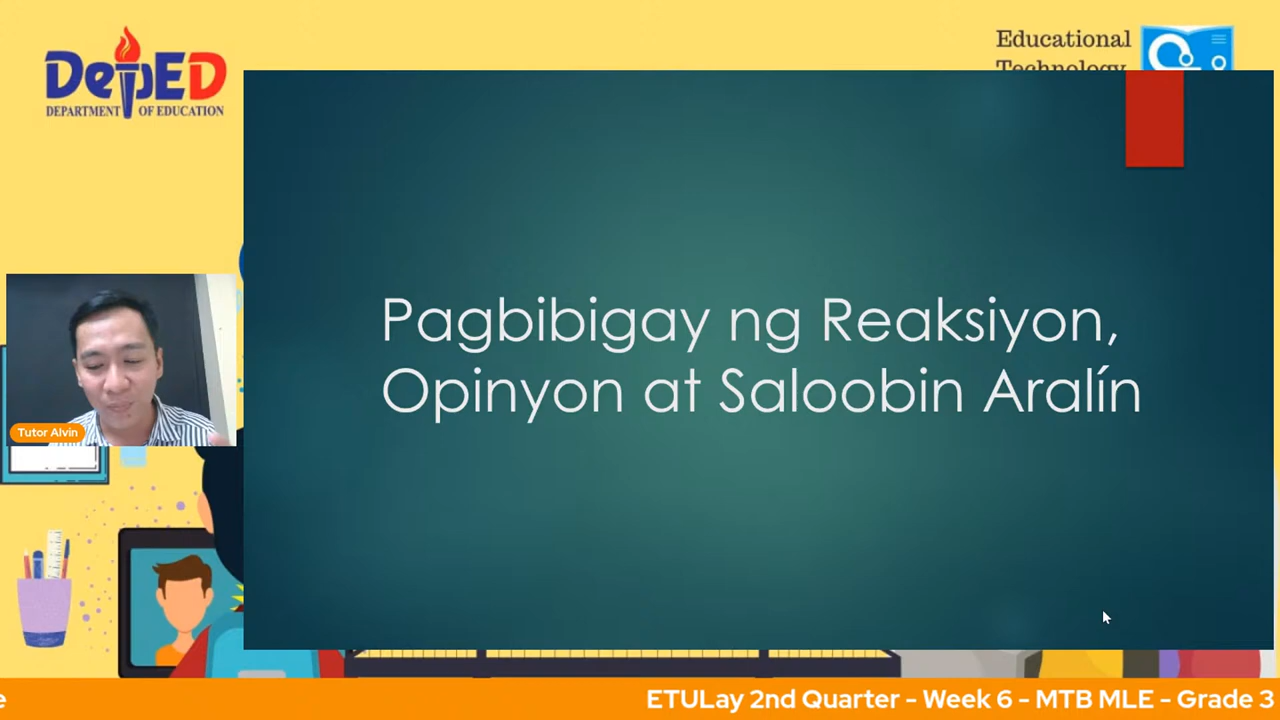 DepED
DEPARTMENT OF EDUCATION
Educational
Technology
Pagbibigay ng Reaksiyon,
Opinyon at Saloobin Aralín
Tutor Alvin
e
ETULay 2nd Quarter - Week 6 - MTB MLE - Grade 3